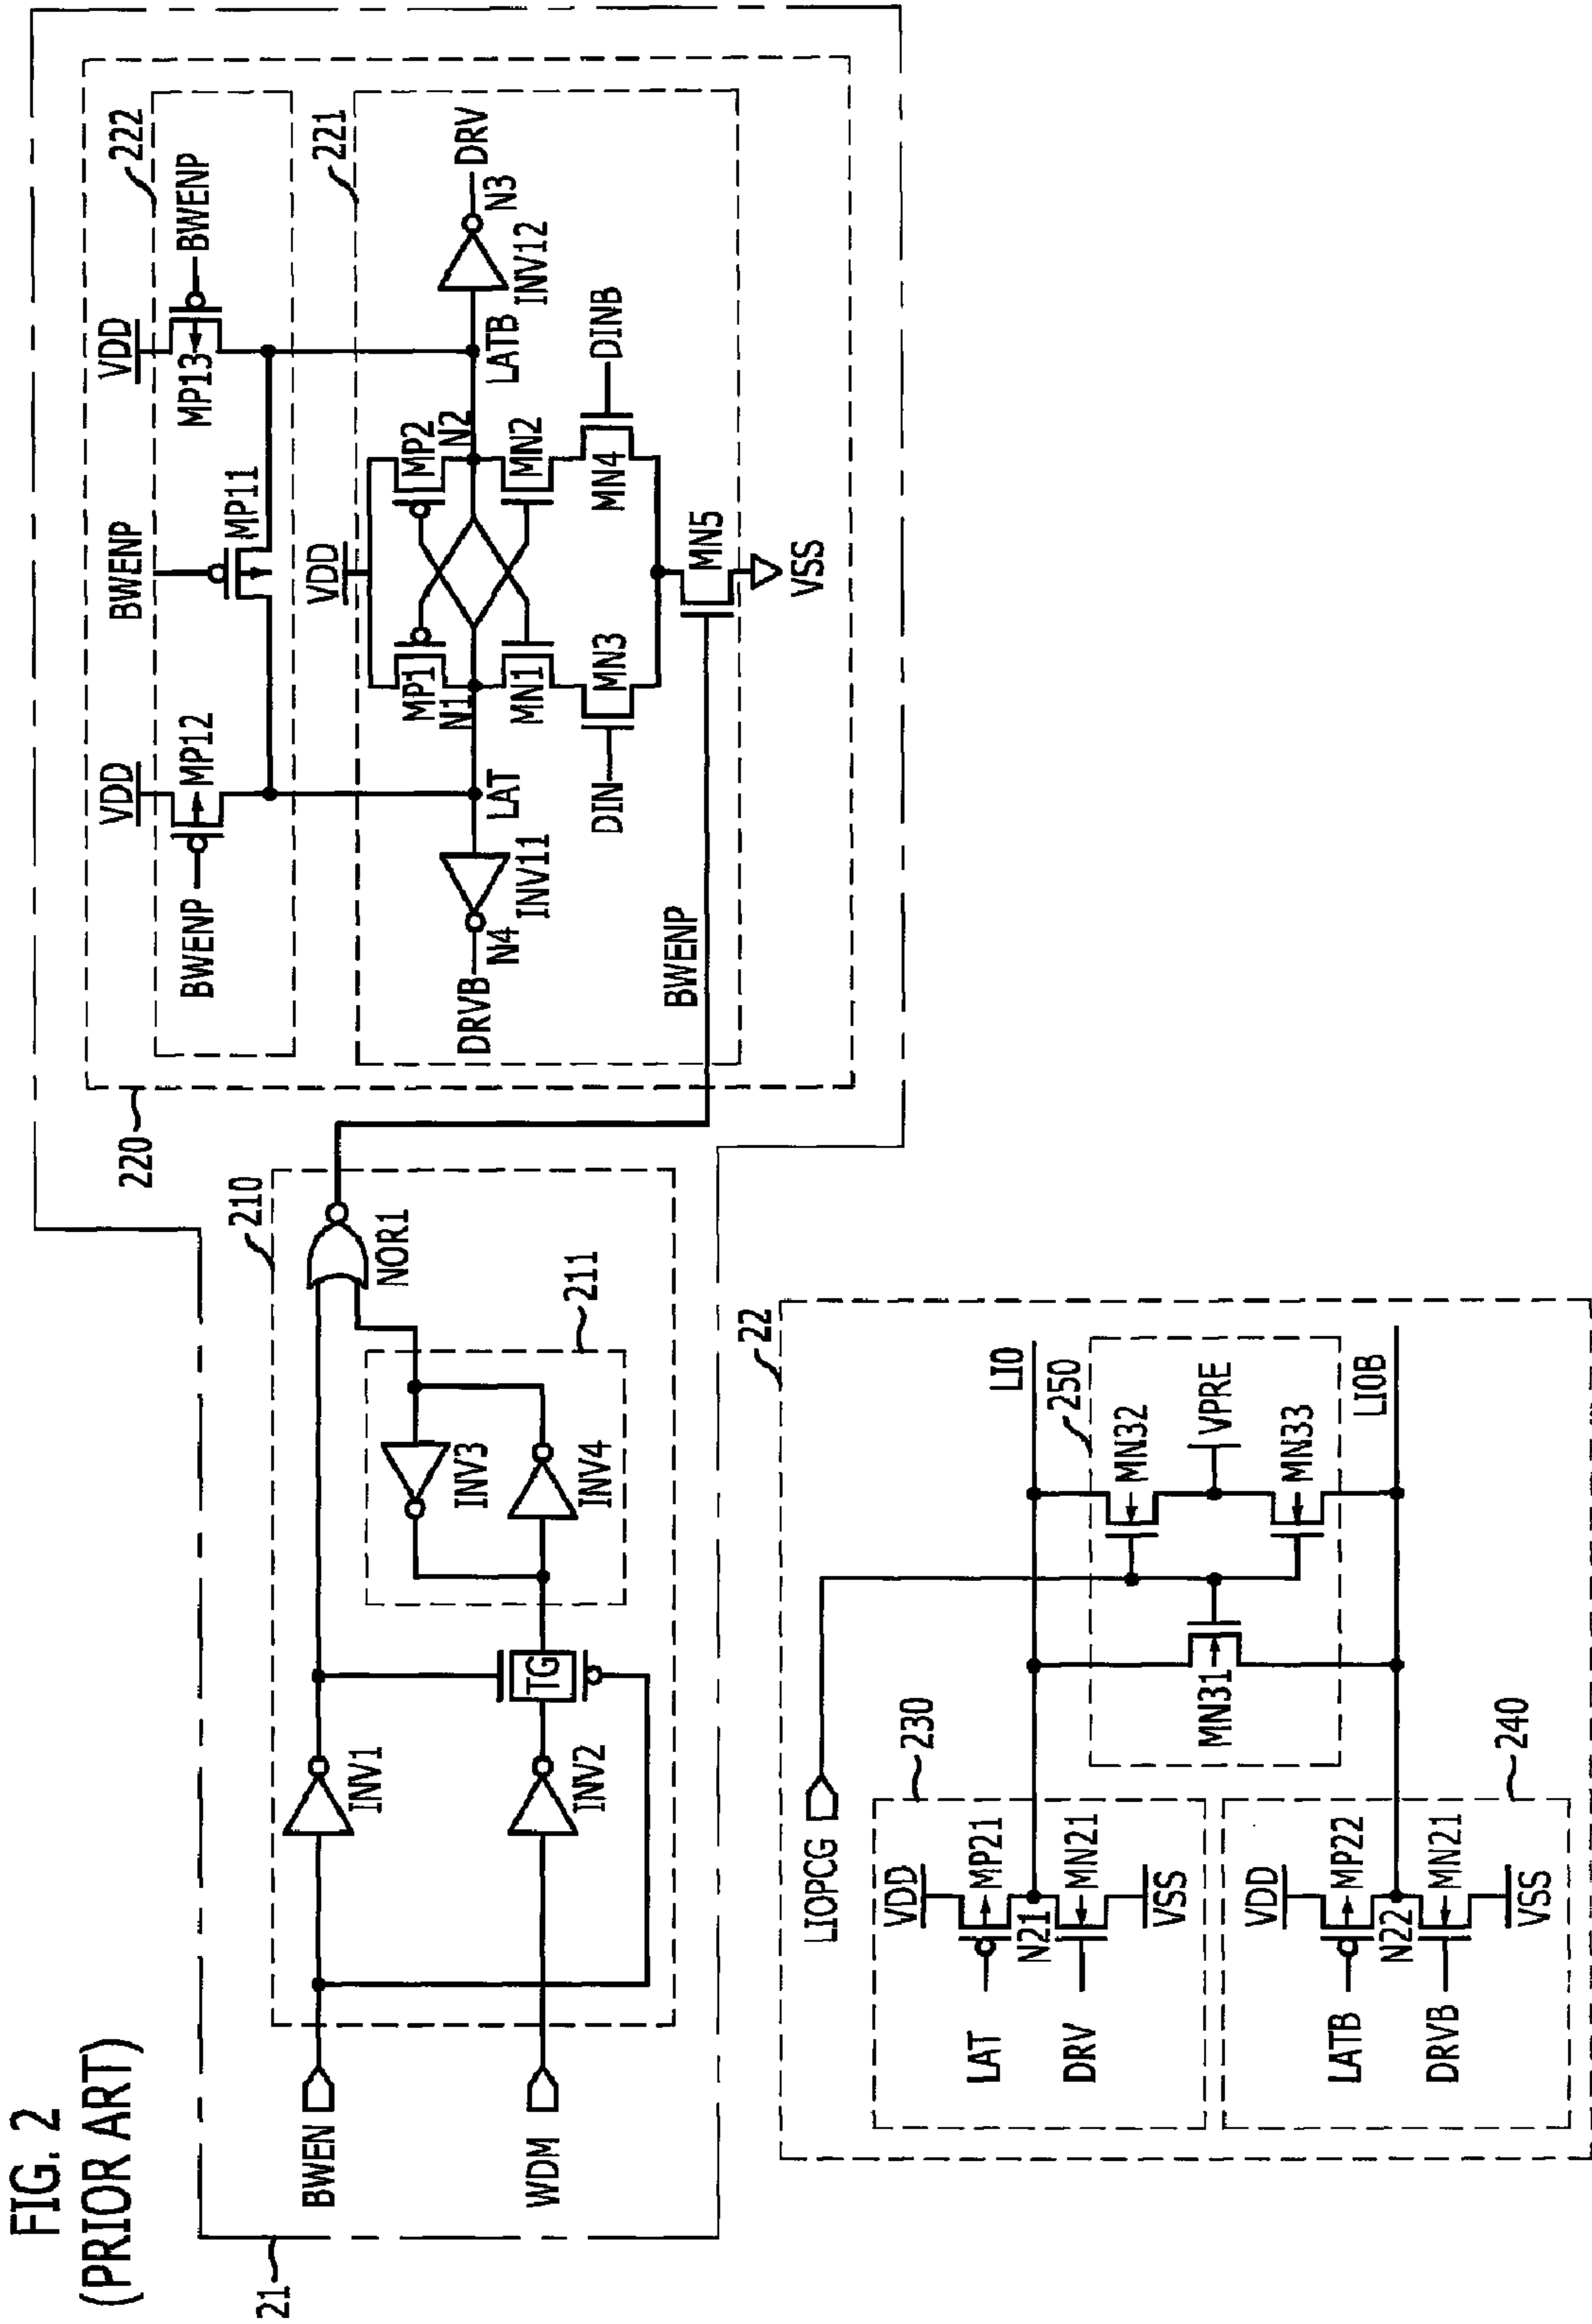 FIG. 2
(PRIOR ART)
21
BWEN
WDM
210
INV1
INV2
TG
INV3
INV4
211
NOR1
220
222
BWENP
VDD
MP12
BWENP
MP11
VDD
MP13
BWENP
221
VDD
MP1
N1
MP2
N2
MN1
MN2
LAT
LATB
INV11
N4
DRVB
INV12
N3
DRV
DIN
MN3
MN4
DINB
MN5
VSS
BWENP
22
LIOPCG
230
VDD
LAT
MP21
N21
MN21
DRV
VSS
240
VDD
LATB
MP22
N22
MN21
DRVB
VSS
250
LIO
MN31
MN32
VPRE
MN33
LIOB